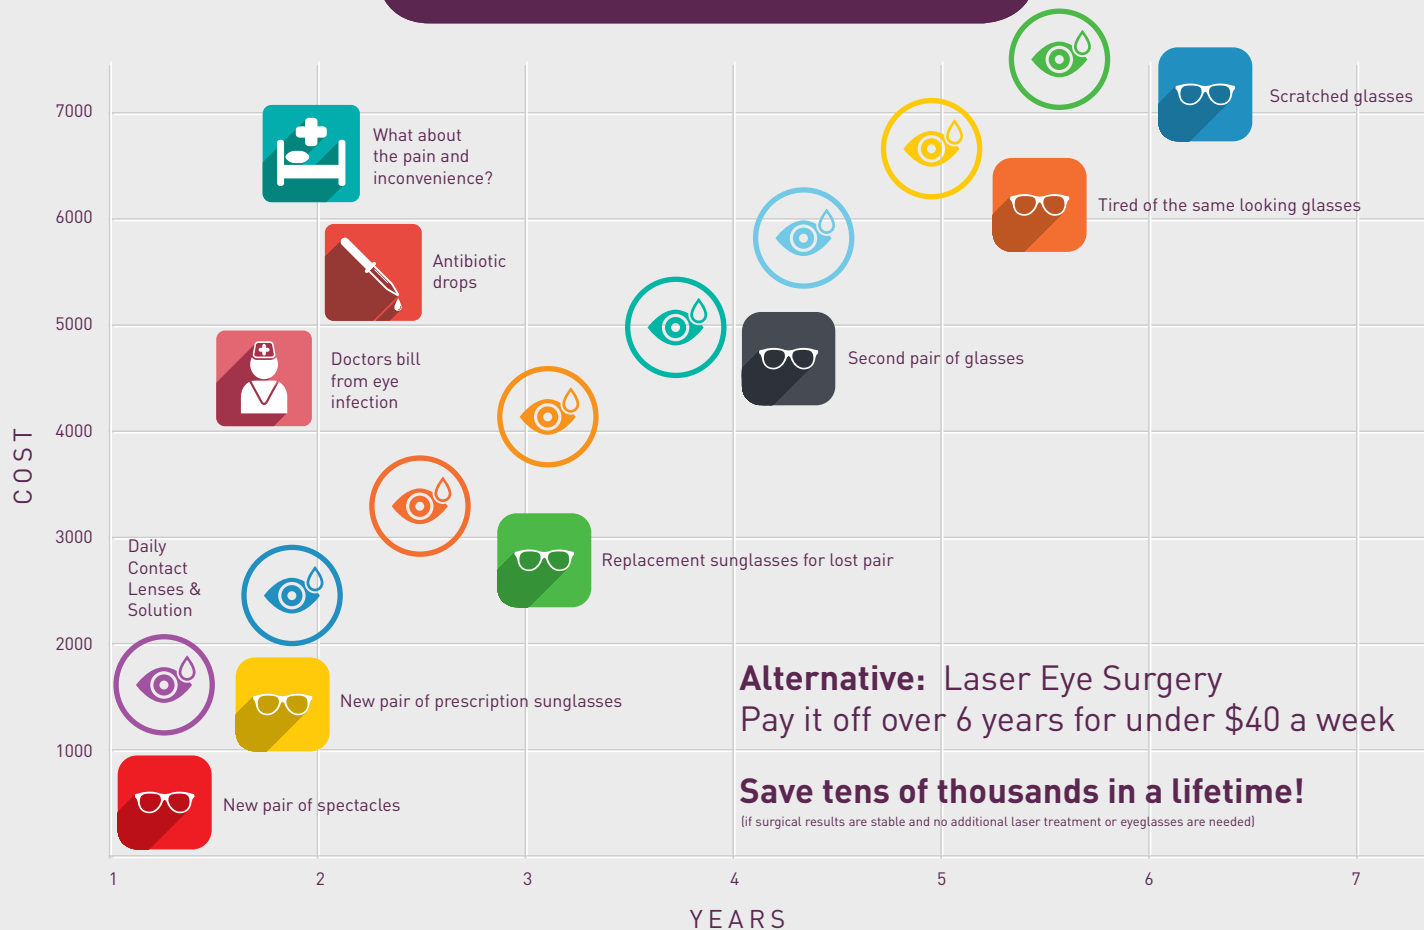 7000
6000
5000
4000
3000
2000
1000
COST
What about
the pain and
inconvenience?
Antibiotic
drops
Doctors bill
from eye
infection
Daily
Contact
Lenses &
Solution
Scratched glasses
Tired of the same looking glasses
Second pair of glasses
Replacement sunglasses for lost pair
New pair of prescription sunglasses
New pair of spectacles
Alternative: Laser Eye Surgery
Pay it off over 6 years for under $40 a week
Save tens of thousands in a lifetime!
(if surgical results are stable and no additional laser treatment or eyeglasses are needed)
1 2 3 4 5 6 7
YEARS